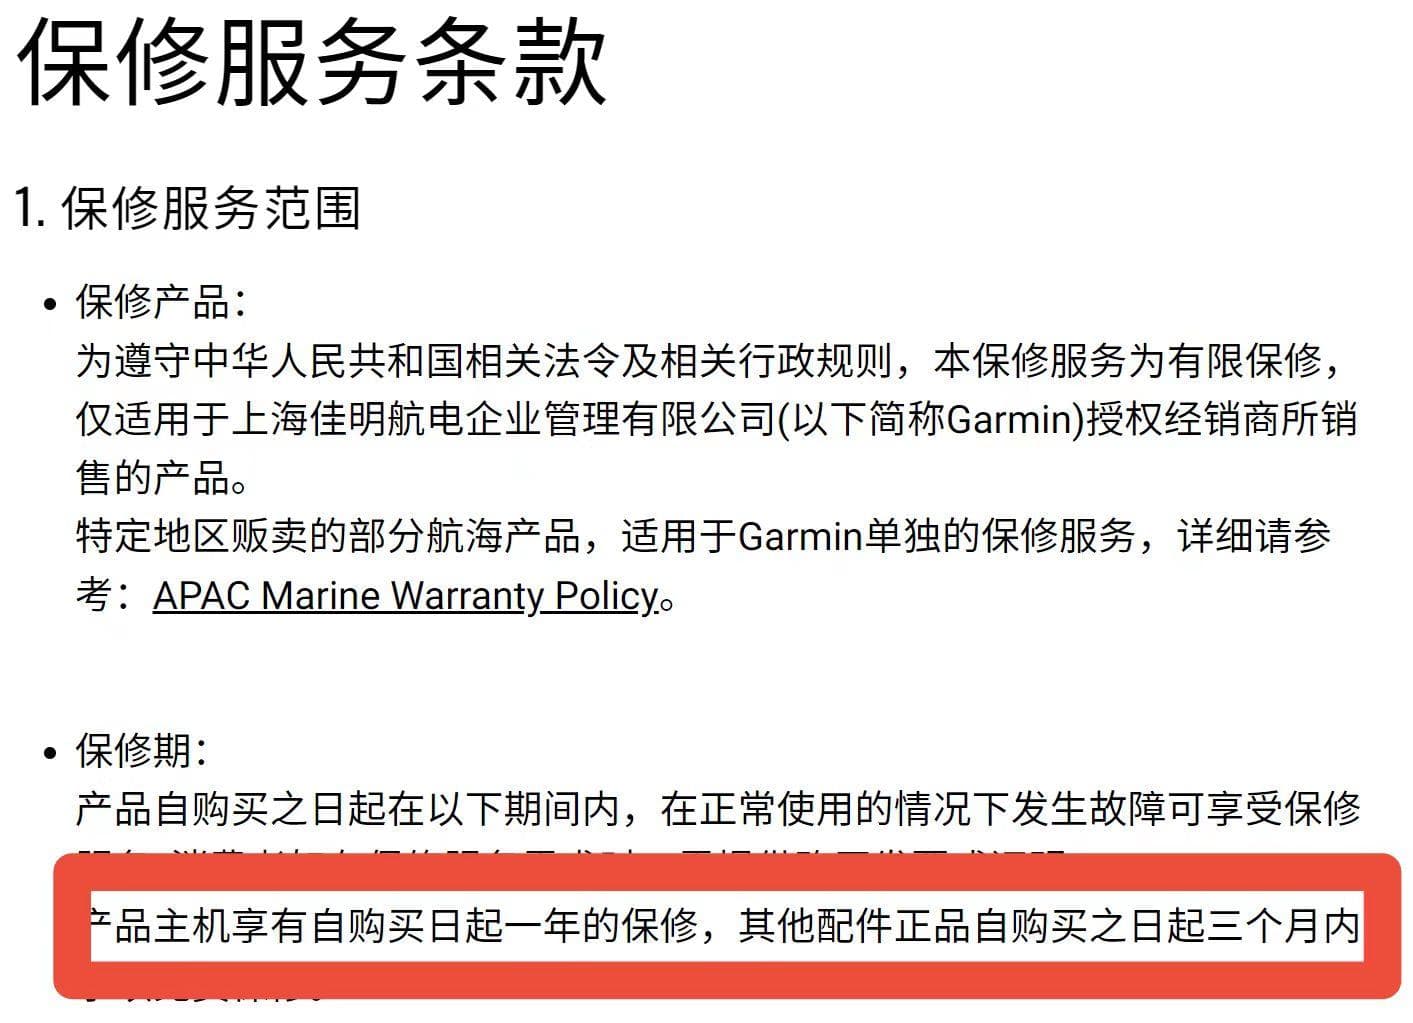 保修服务条款
1. 保修服务范围
保修产品：
为遵守中华人民共和国相关法令及相关行政规则，本保修服务为有限保修，
仅适用于上海佳明航电企业管理有限公司(以下简称Garmin)授权经销商所销
售的产品。
特定地区贩卖的部分航海产品，适用于Garmin单独的保修服务，详细请参
考：APAC Marine Warranty Policy。
保修期：
产品自购买之日起在以下期间内，在正常使用的情况下发生故障可享受保修
产品主机享有自购买日起一年的保修，其他配件正品自购买之日起三个月内